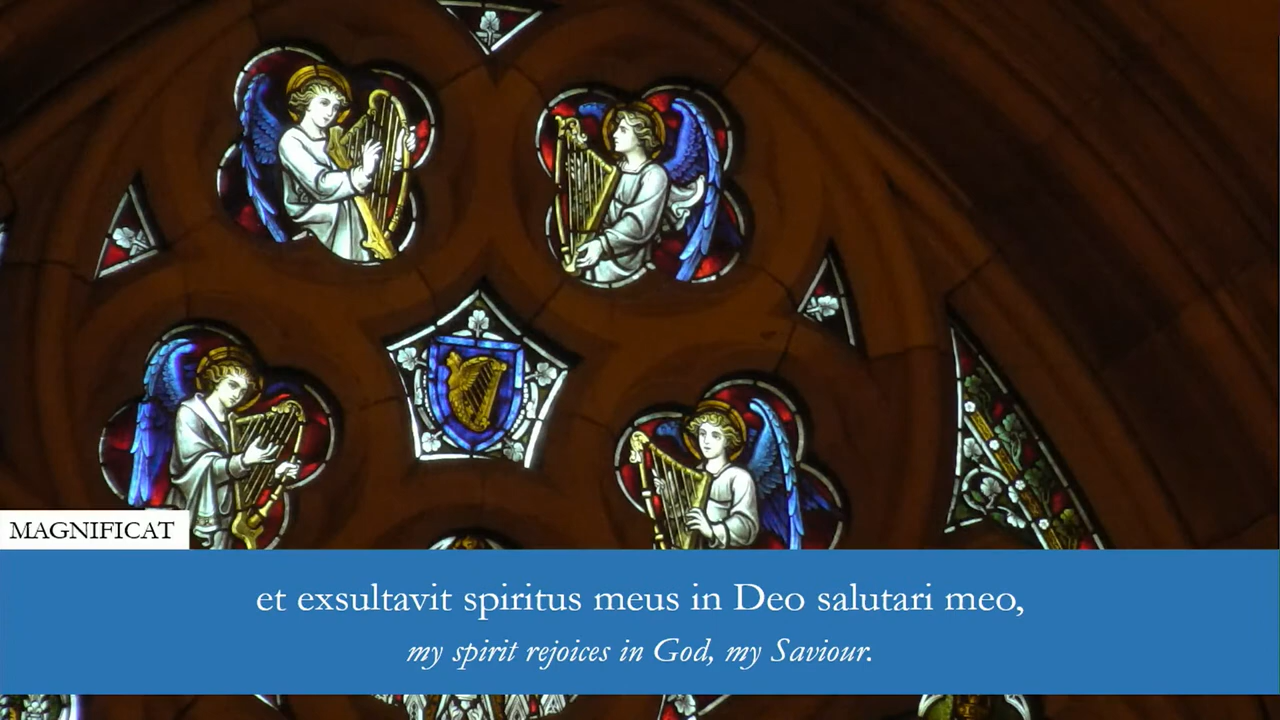 MAGNIFICAT
et exsultavit spiritus meus in Deo salutari meo,
my spirit rejoices in God, my Saviour.